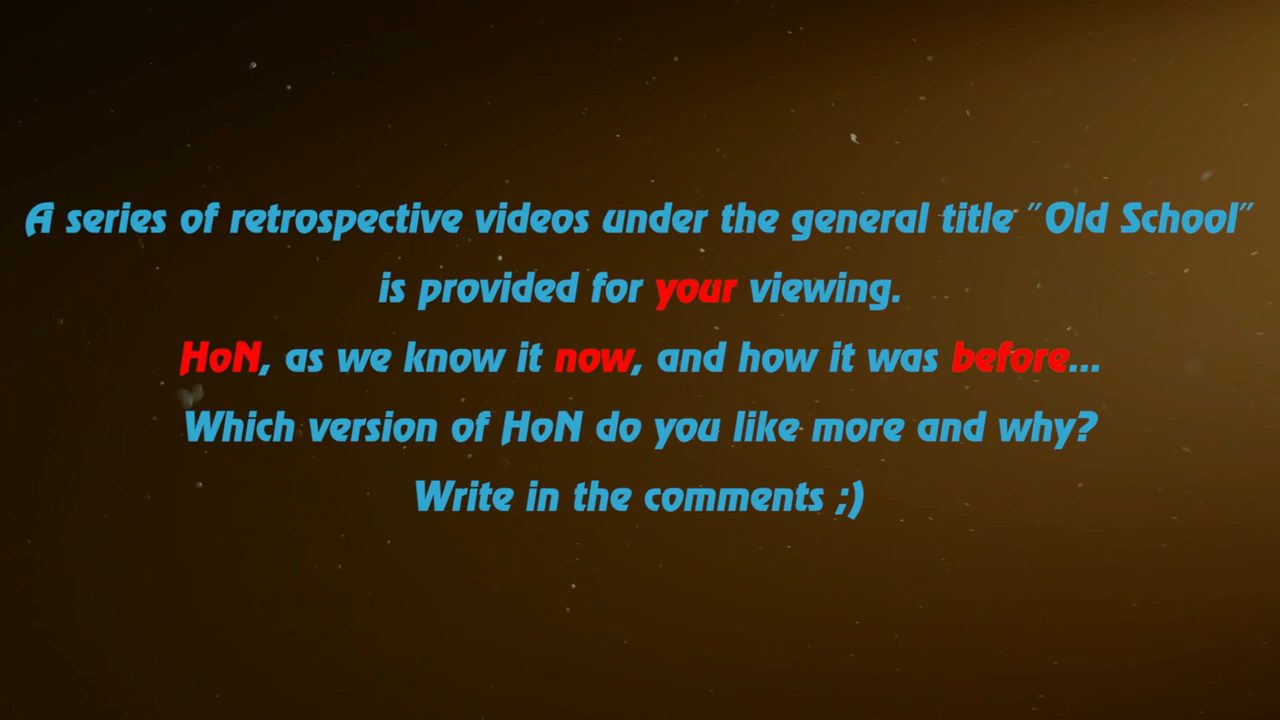 A series of retrospective videos under the general title "Old School"
is provided for your viewing.
HoN, as we know it now, and how it was before...
Which version of HoN do you like more and why?
Write in the comments ;)